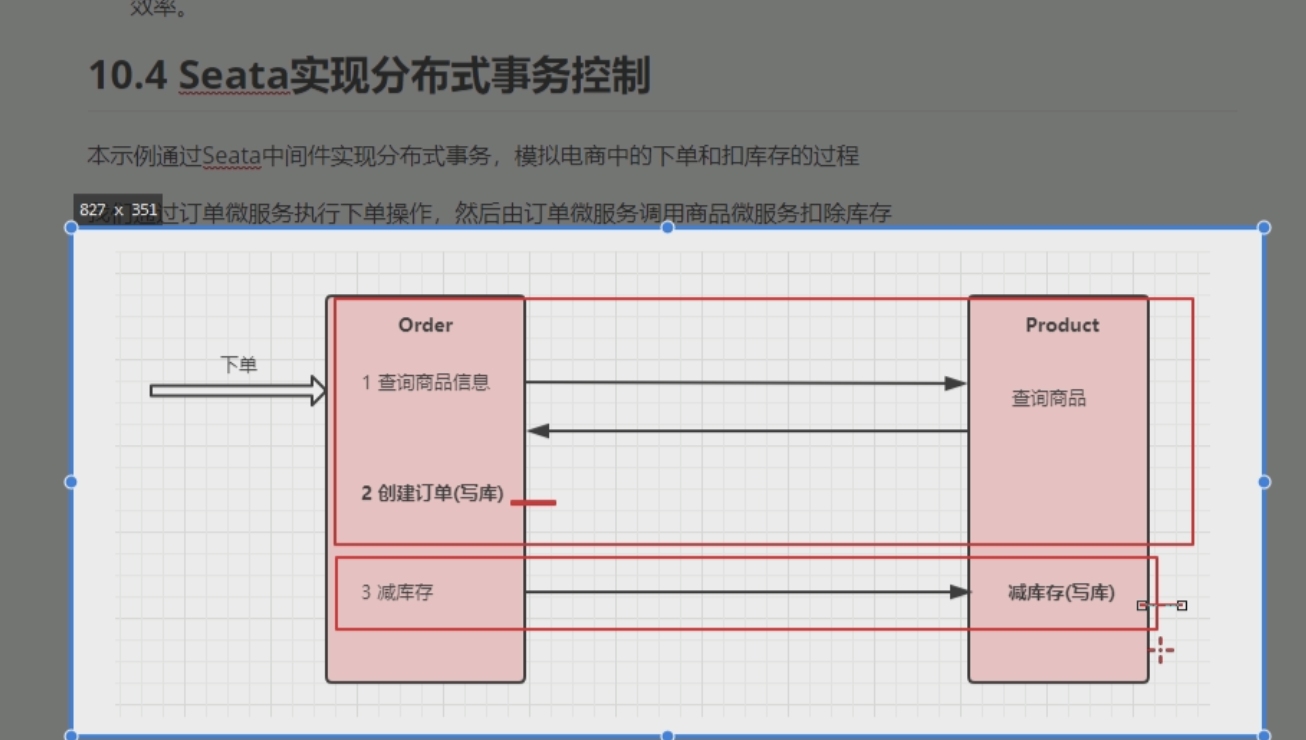 效率。
10.4 Seata实现分布式事务控制
本示例通过Seata中间件实现分布式事务，模拟电商中的下单和扣库存的过程
827 x 351
我们通过订单微服务执行下单操作，然后由订单微服务调用商品微服务扣除库存
Order
Product
下单
1 查询商品信息
查询商品
2 创建订单(写库)
3 减库存
减库存(写库)